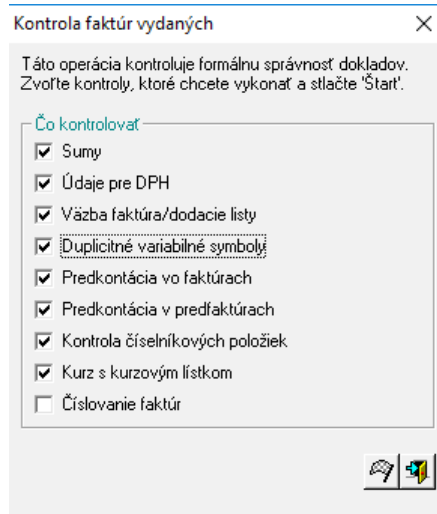 Kontrola faktúr vydaných
Táto operácia kontroluje formálnu správnosť dokladov.
Zvoľte kontroly, ktoré chcete vykonať a stlačte 'Štart'.
Čo kontrolovať
Sumy
Údaje pre DPH
Väzba faktúra/dodacie listy
Duplicitné variabilné symboly
Predkontácia vo faktúrach
Predkontácia v predfaktúrach
Kontrola číselníkových položiek
Kurz s kurzovým lístkom
Číslovanie faktúr